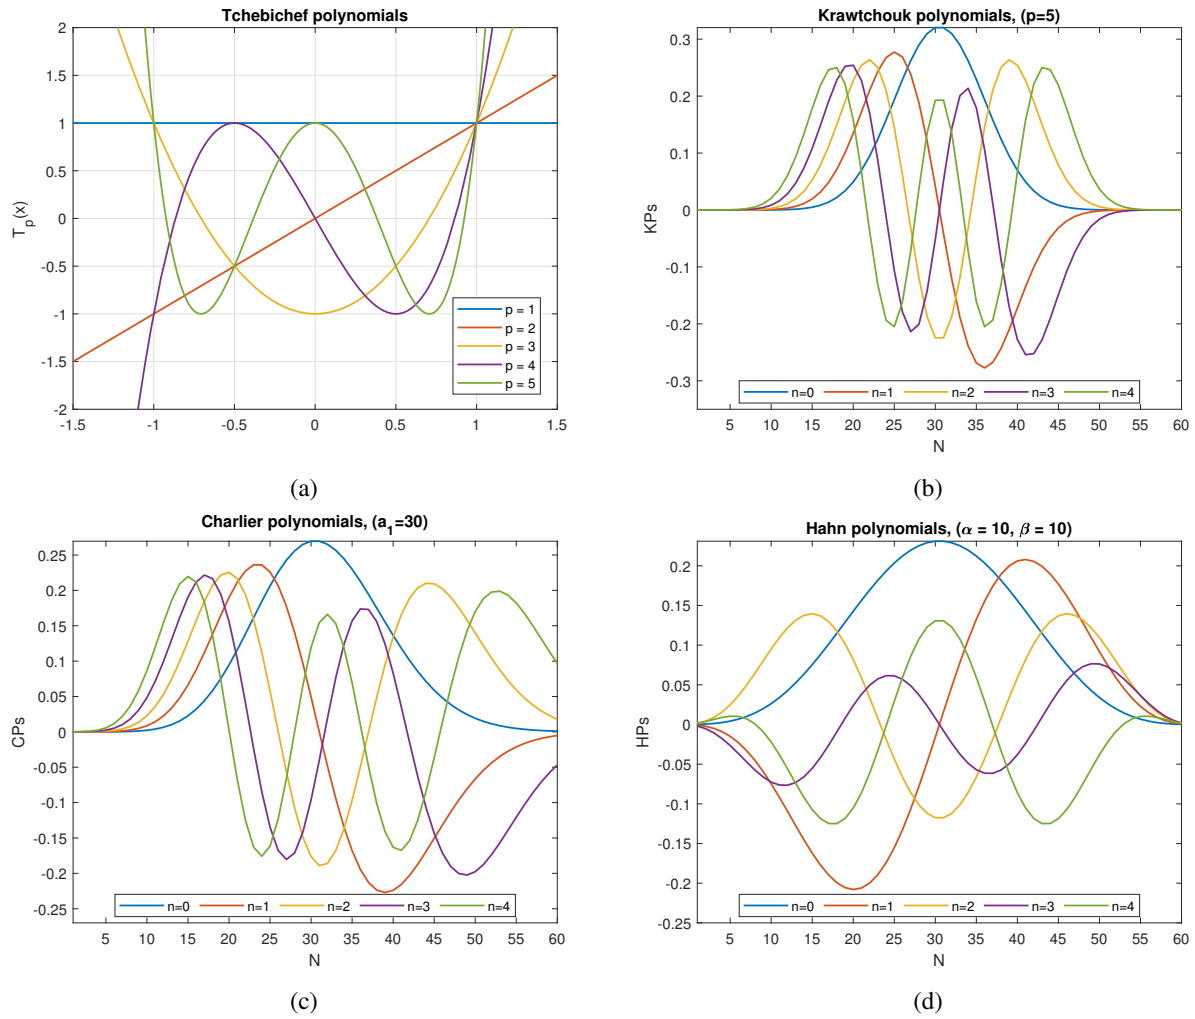 Tchebichef polynomials
2
1.5
1
0.5
0
-0.5
-1
-1.5
-2
T_p(x)
-1.5 -1 -0.5 0 0.5 1 1.5
p = 1
p = 2
p = 3
p = 4
p = 5
(a)
Krawtchouk polynomials, (p=5)
0.3
0.2
0.1
0
-0.1
-0.2
-0.3
KPs
n=0 n=1 n=2 n=3 n=4
5 10 15 20 25 30 35 40 45 50 55 60
N
(b)
Charlier polynomials, (a_1=30)
0.25
0.2
0.15
0.1
0.05
0
-0.05
-0.1
-0.15
-0.2
-0.25
CPs
n=0 n=1 n=2 n=3 n=4
5 10 15 20 25 30 35 40 45 50 55 60
N
(c)
Hahn polynomials, (α = 10, β = 10)
0.2
0.15
0.1
0.05
0
-0.05
-0.1
-0.15
-0.2
-0.25
HPs
n=0 n=1 n=2 n=3 n=4
5 10 15 20 25 30 35 40 45 50 55 60
N
(d)